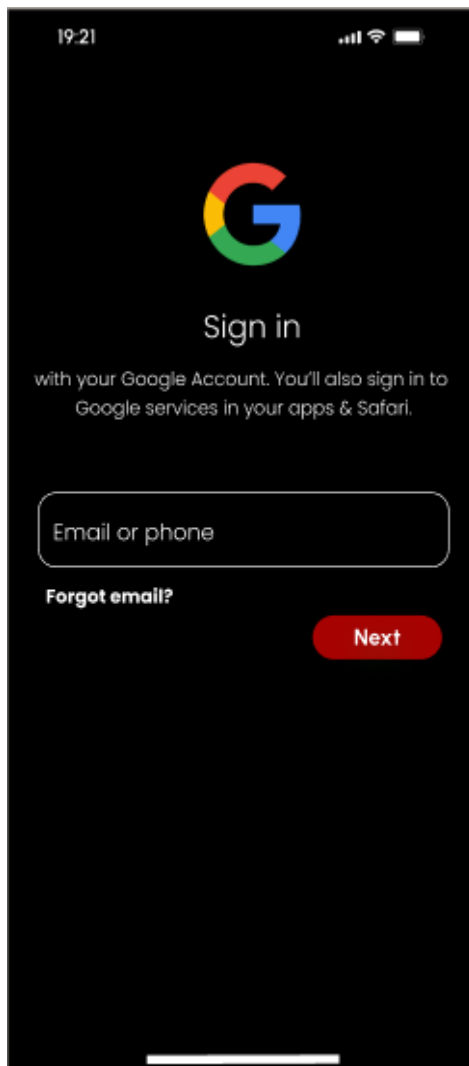 19:21
Sign in
with your Google Account. You'll also sign in to
Google services in your apps & Safari.
Email or phone
Forgot email?
Next